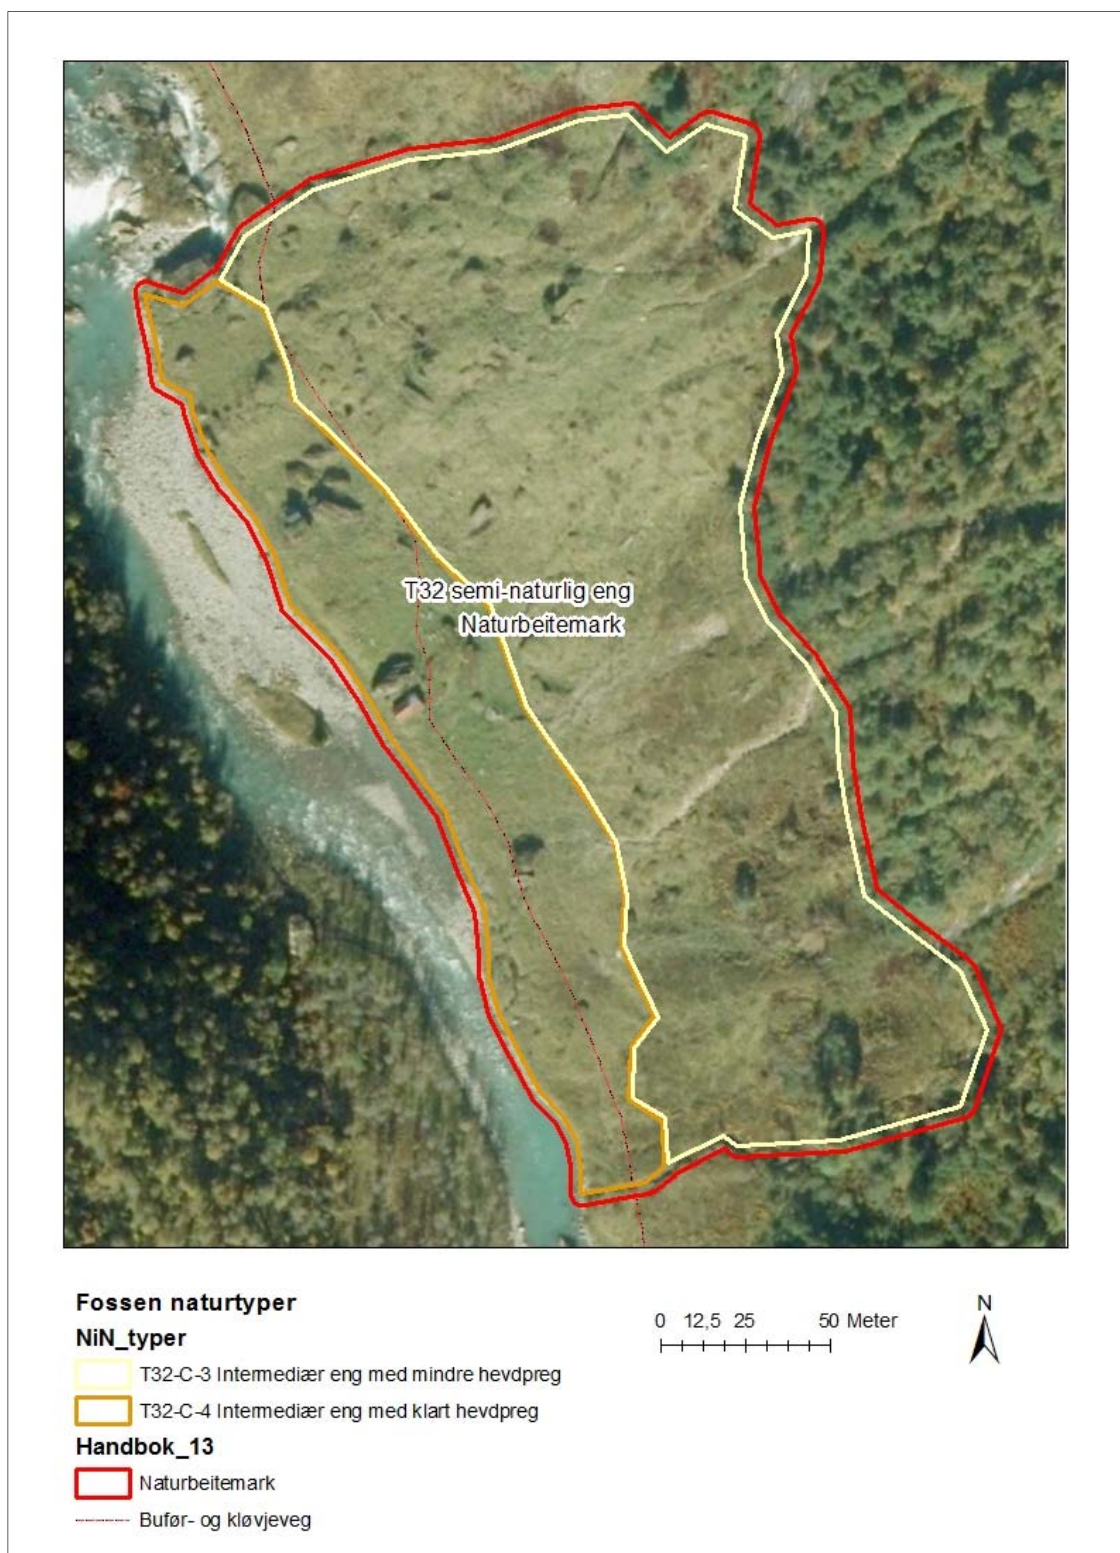 T32 semi-naturlig eng
Naturbeitemark
Fossen naturtyper
NiN_typer
T32-C-3 Intermediær eng med mindre hevdpreg
T32-C-4 Intermediær eng med klart hevdpreg
Handbok_13
Naturbeitemark
Bufør- og kløvjeveg
0 12,5 25 50 Meter
N